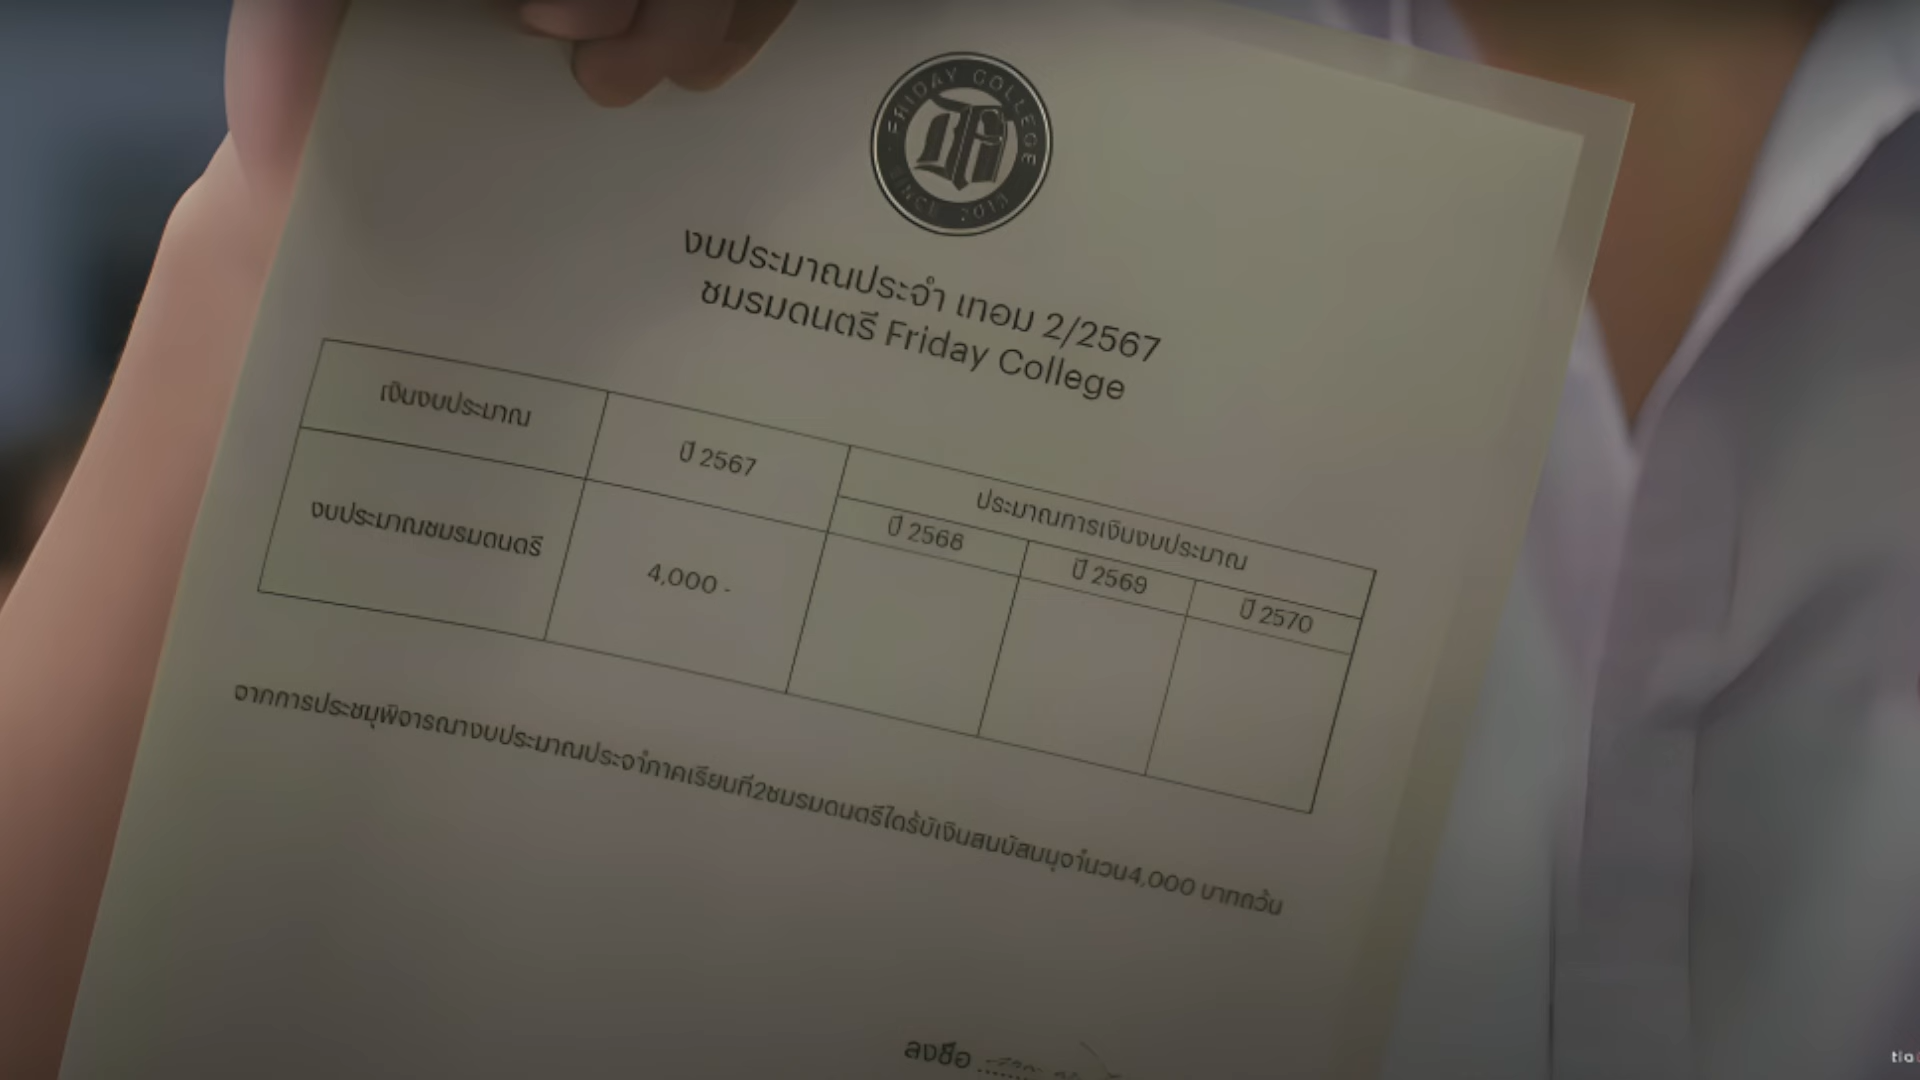 FRIDAY COLLEGE
SINCE 2013
งบประมาณประจำ เทอม 2/2567
ชมรมดนตรี Friday College
เงินงบประมาณ
ปี 2567
ประมาณการเงินงบประมาณ
ปี 2568
ปี 2569
ปี 2570
งบประมาณชมรมดนตรี
4,000 -
จากการประชมุพิจารณางบประมาณประจาํภาคเรียนที่2ชมรมดนตรีได้รบัเงินสนบัสนนุจาํนวน4,000 บาทถว้น
ลงชื่อ